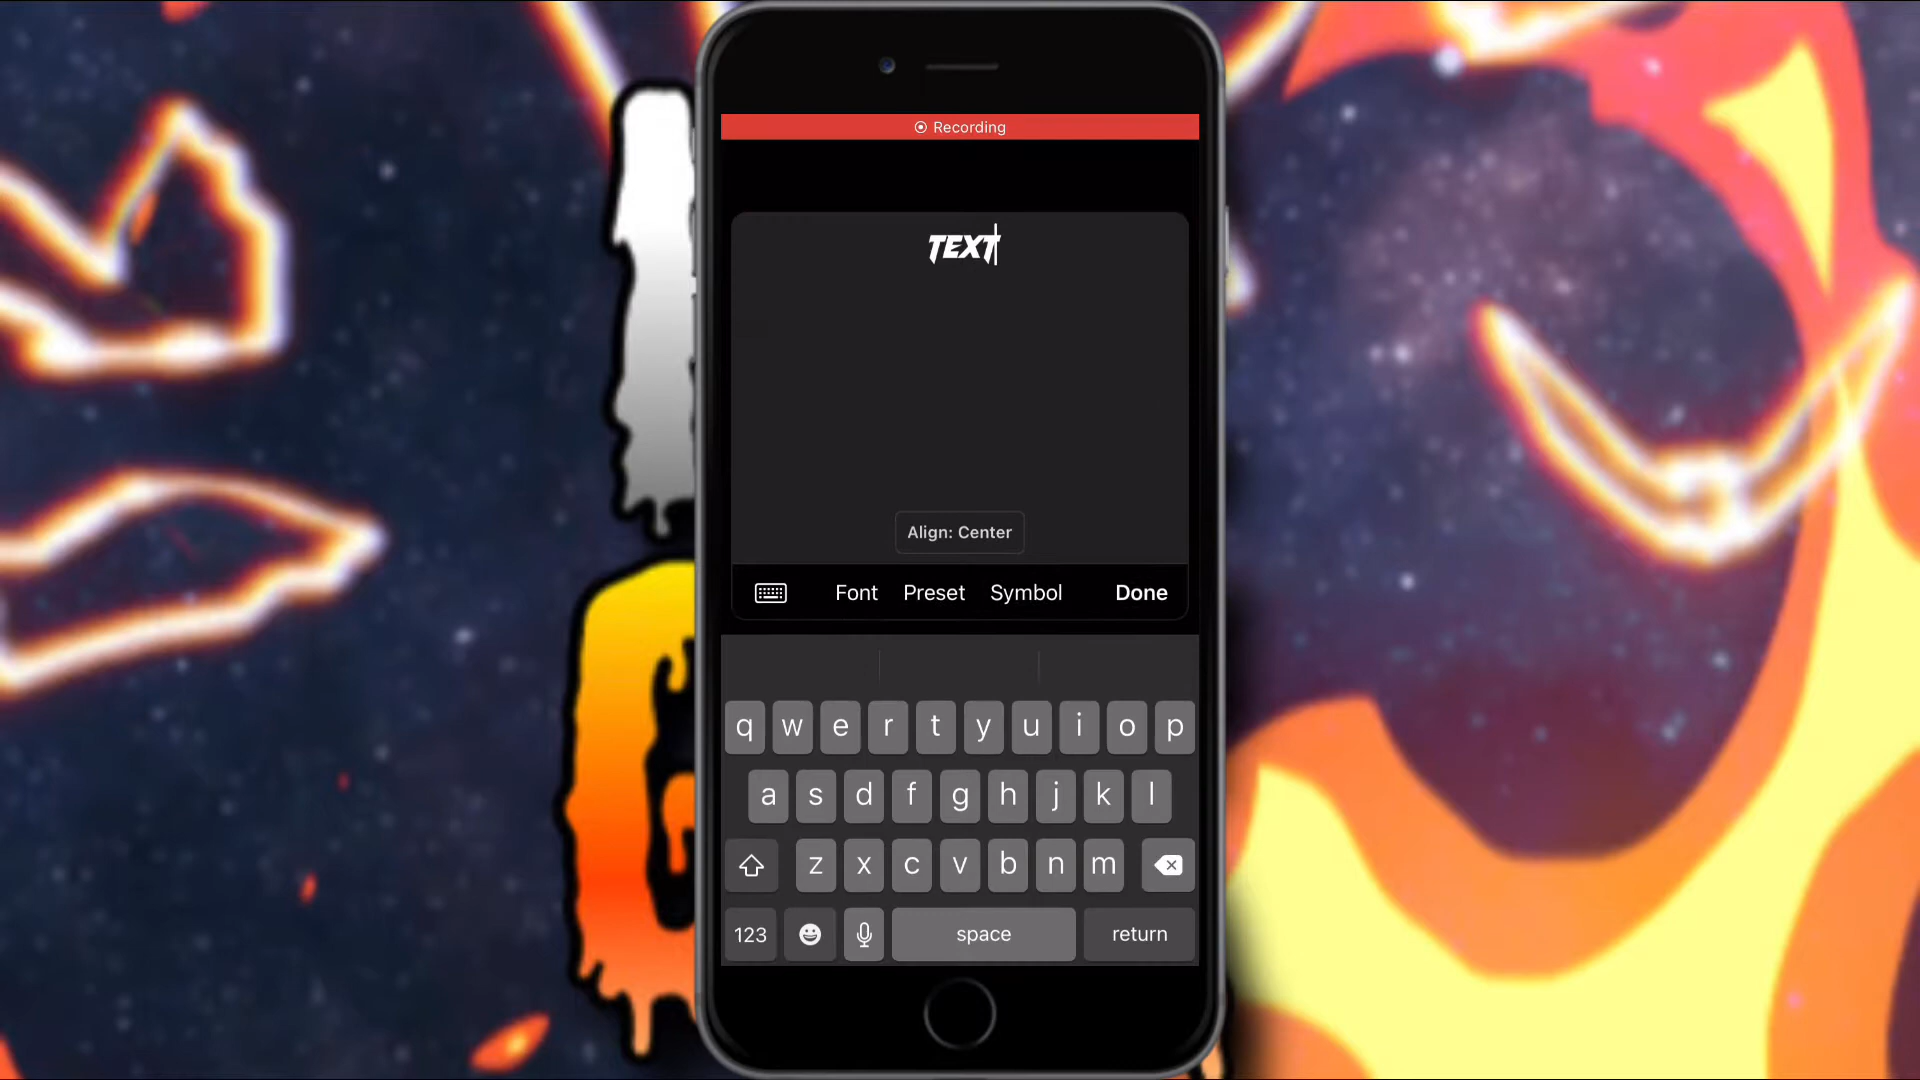 Recording
TEXT
Align: Center
Font Preset Symbol Done
q w e r t y u i o p
a s d f g h j k l
z x c v b n m
123 space return